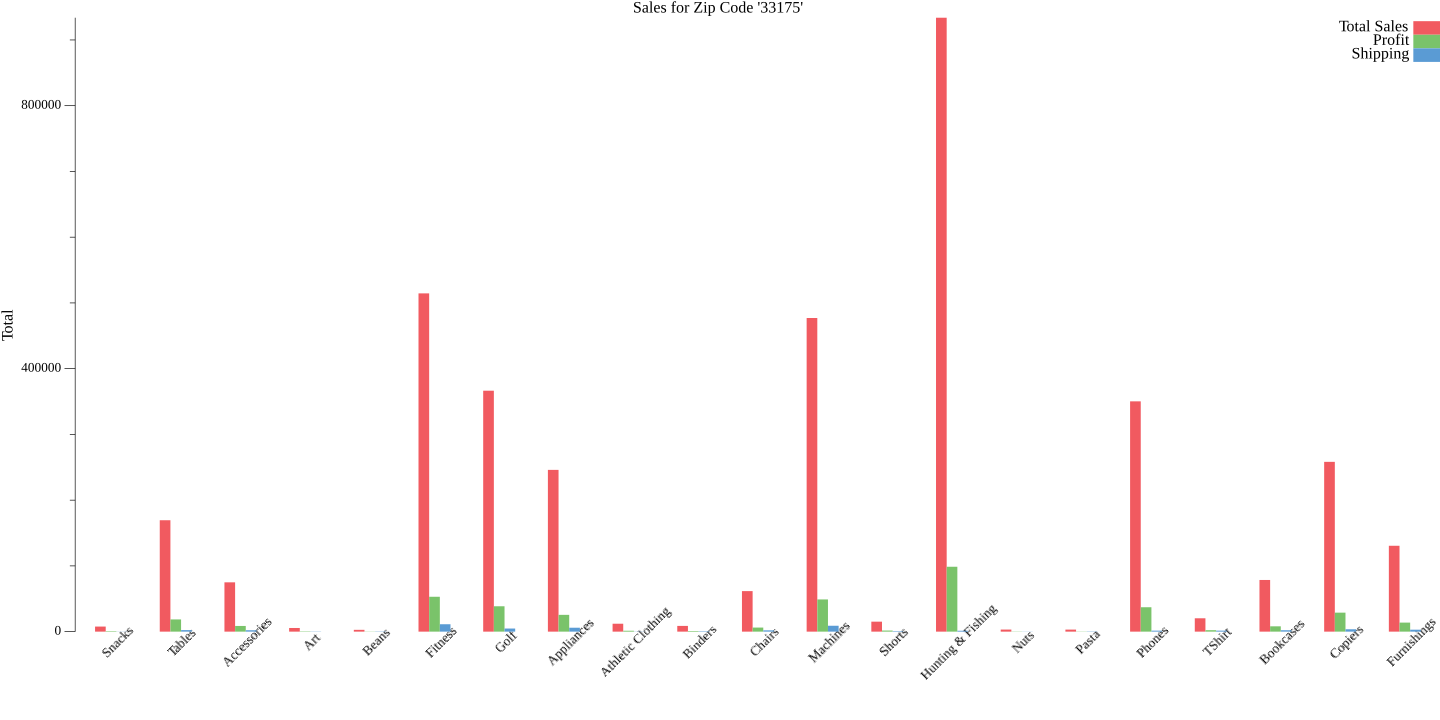 Sales for Zip Code '33175'
Total Sales
Profit
Shipping
800000
400000
0
Total
Snacks
Tables
Accessories
Art
Beans
Fitness
Golf
Appliances
Athletic Clothing
Binders
Chairs
Machines
Shorts
Hunting & Fishing
Nuts
Pasta
Phones
TShirt
Bookcases
Copiers
Furnishings